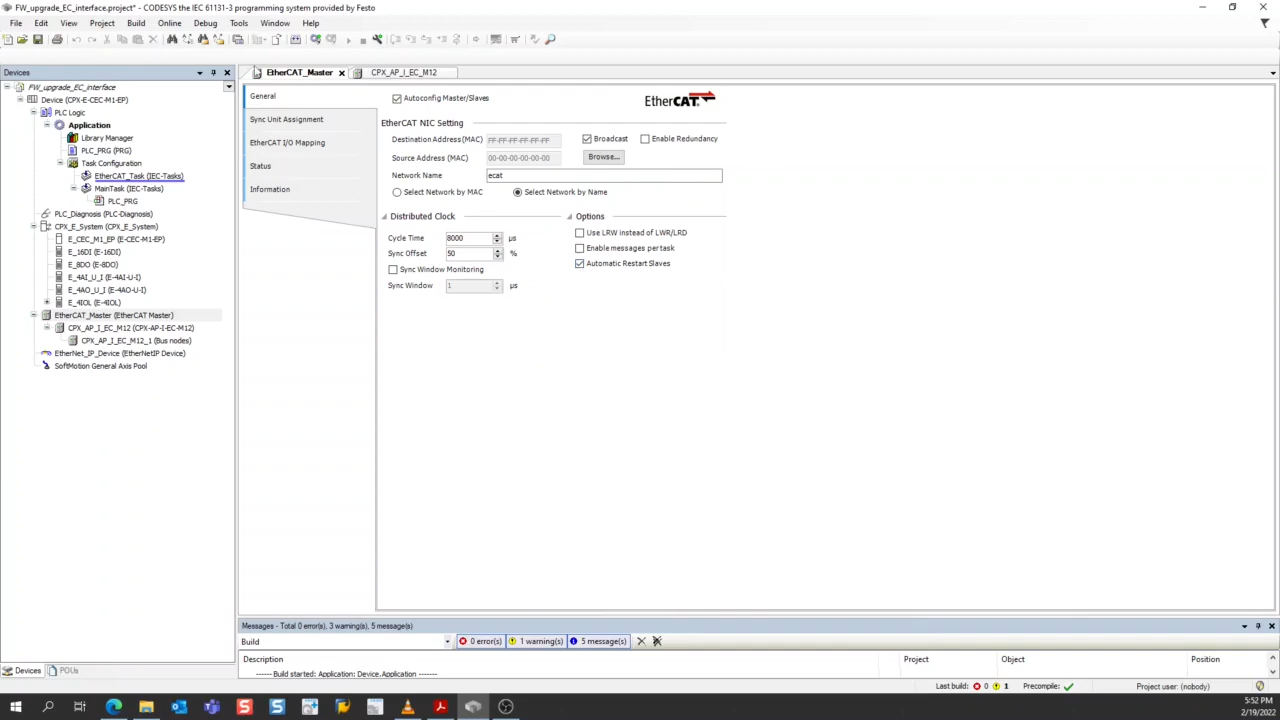 FW_upgrade_EC_interface.project* - CODESYS the IEC 61131-3 programming system provided by Festo
File Edit View Project Build Online Debug Tools Window Help
Devices
FW_upgrade_EC_interface
Device (CPX-E-CEC-M1-EP)
PLC Logic
Application
Library Manager
PLC_PRG (PRG)
Task Configuration
EtherCAT_Task (IEC-Tasks)
MainTask (IEC-Tasks)
PLC_PRG
PLC_Diagnosis (PLC-Diagnosis)
CPX_E_System (CPX_E_System)
E_CEC_M1_EP (E-CEC-M1-EP)
E_16DI (E-16DI)
E_8DO (E-8DO)
E_4AI_U_I (E-4AI-U-I)
E_4AO_U_I (E-4AO-U-I)
E_4IOL (E-4IOL)
EtherCAT_Master (EtherCAT Master)
CPX_AP_I_EC_M12 (CPX-AP-I-EC-M12)
CPX_AP_I_EC_M12_1 (Bus nodes)
EtherNet_IP_Device (EtherNetIP Device)
SoftMotion General Axis Pool
Devices POUs
EtherCAT_Master CPX_AP_I_EC_M12
General
Sync Unit Assignment
EtherCAT I/O Mapping
Status
Information
Autoconfig Master/Slaves
EtherCAT
EtherCAT NIC Setting
Destination Address (MAC) FF-FF-FF-FF-FF-FF Broadcast Enable Redundancy
Source Address (MAC) 00-00-00-00-00-00 Browse...
Network Name ecat
Select Network by MAC Select Network by Name
Distributed Clock
Cycle Time 8000 µs
Sync Offset 50 %
Sync Window Monitoring
Sync Window 1 µs
Options
Use LRW instead of LWR/LRD
Enable messages per task
Automatic Restart Slaves
Messages - Total 0 error(s), 3 warning(s), 5 message(s)
Build 0 error(s) 1 warning(s) 5 message(s)
Description Project Object Position
------ Build started: Application: Device.Application -------
Last build: 0 1 Precompile: Project user: (nobody)
5:52 PM
2/19/2022